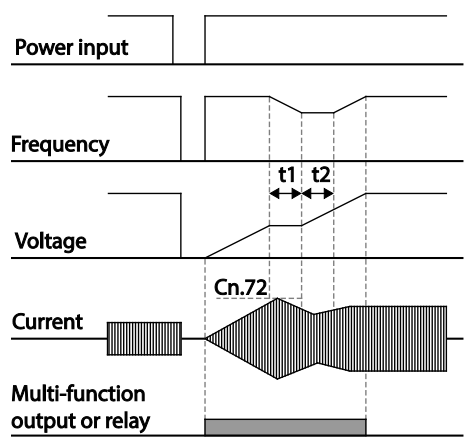 Power input
Frequency
t1 t2
Voltage
Cn.72
Current
Multi-function
output or relay